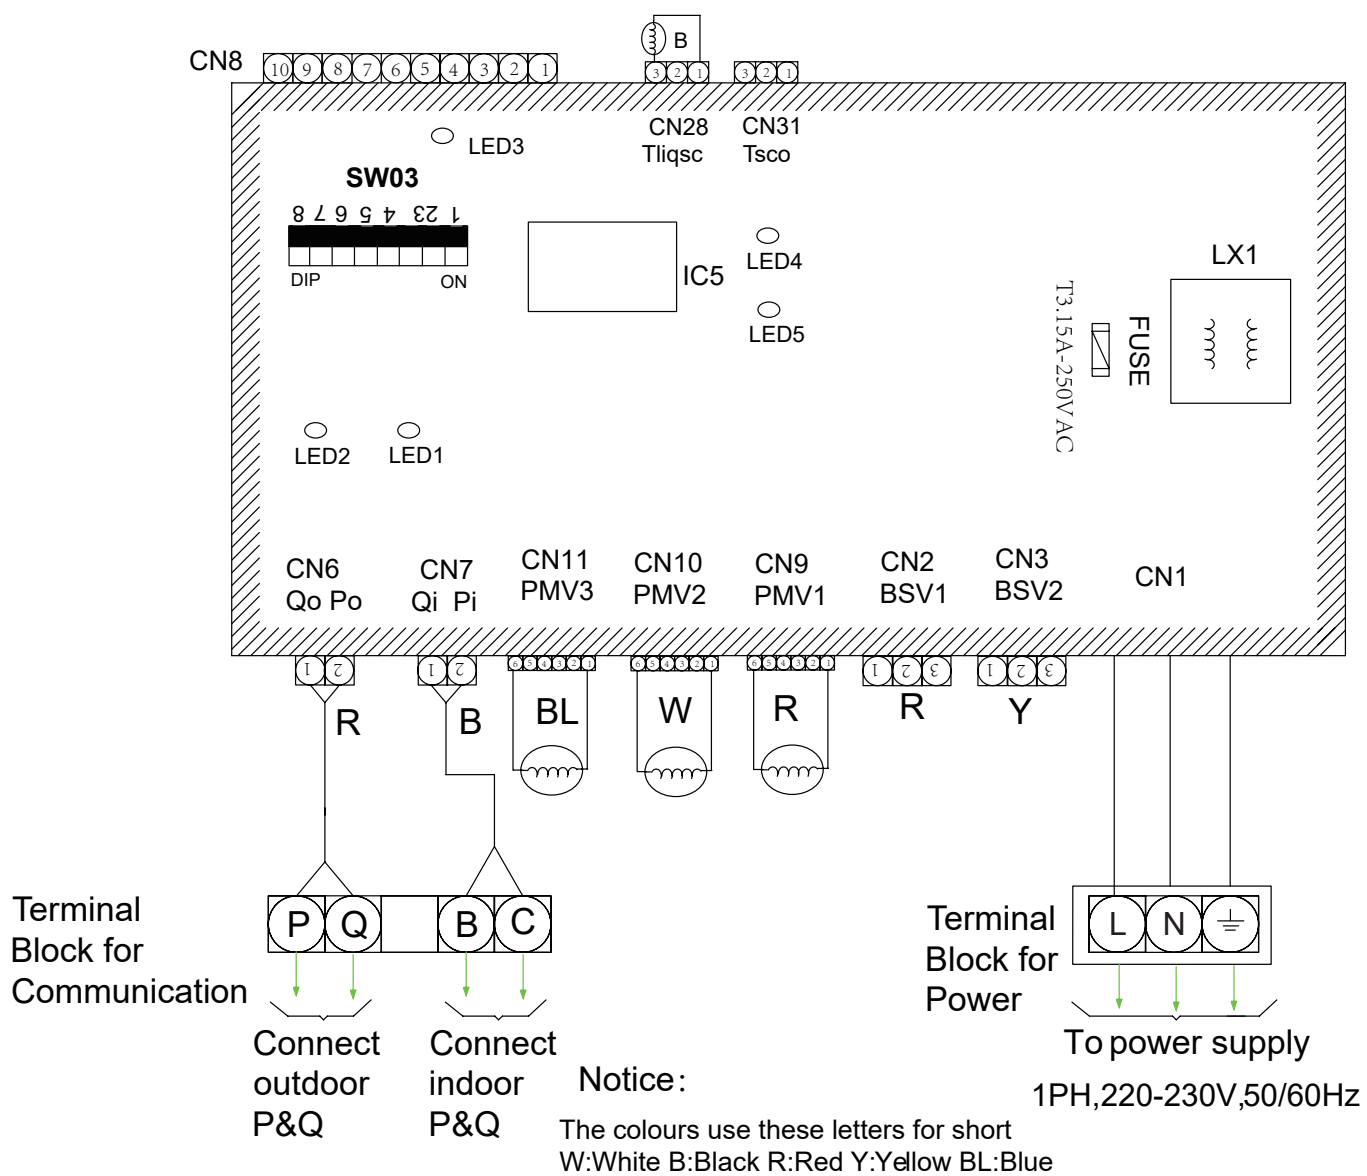 B
CN8
10 9 8 7 6 5 4 3 2 1
3 2 1
3 2 1
CN28
Tliqsc
CN31
Tsco
LED3
SW03
8 7 6 5 4 3 2 1
DIP
ON
IC5
LED4
LED5
LX1
T3.15A-250VAC
FUSE
LED2
LED1
CN6
Qo Po
CN7
Qi Pi
CN11
PMV3
CN10
PMV2
CN9
PMV1
CN2
BSV1
CN3
BSV2
CN1
1 2
1 2
6 5 4 3 2 1
6 5 4 3 2 1
6 5 4 3 2 1
1 2 3
1 2 3
R
B
BL
W
R
R
Y
Terminal
Block for
Communication
P Q B C
Terminal
Block for
Power
L N
Connect
outdoor
P&Q
Connect
indoor
P&Q
To power supply
1PH,220-230V,50/60Hz
Notice:
The colours use these letters for short
W:White B:Black R:Red Y:Yellow BL:Blue